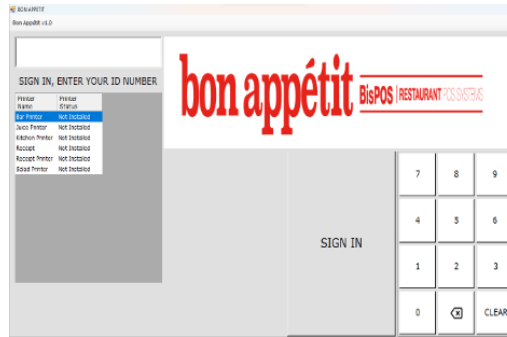 BON APPETIT
Bon Appétit v1.0
SIGN IN, ENTER YOUR ID NUMBER
Printer Name Printer Status
Bar Printer Not Installed
Juice Printer Not Installed
Kitchen Printer Not Installed
Receipt Not Installed
Receipt Printer Not Installed
Salad Printer Not Installed
bon appétit BisPOS RESTAURANT POS SYSTEMS
SIGN IN
7 8 9
4 5 6
1 2 3
0 CLEAR